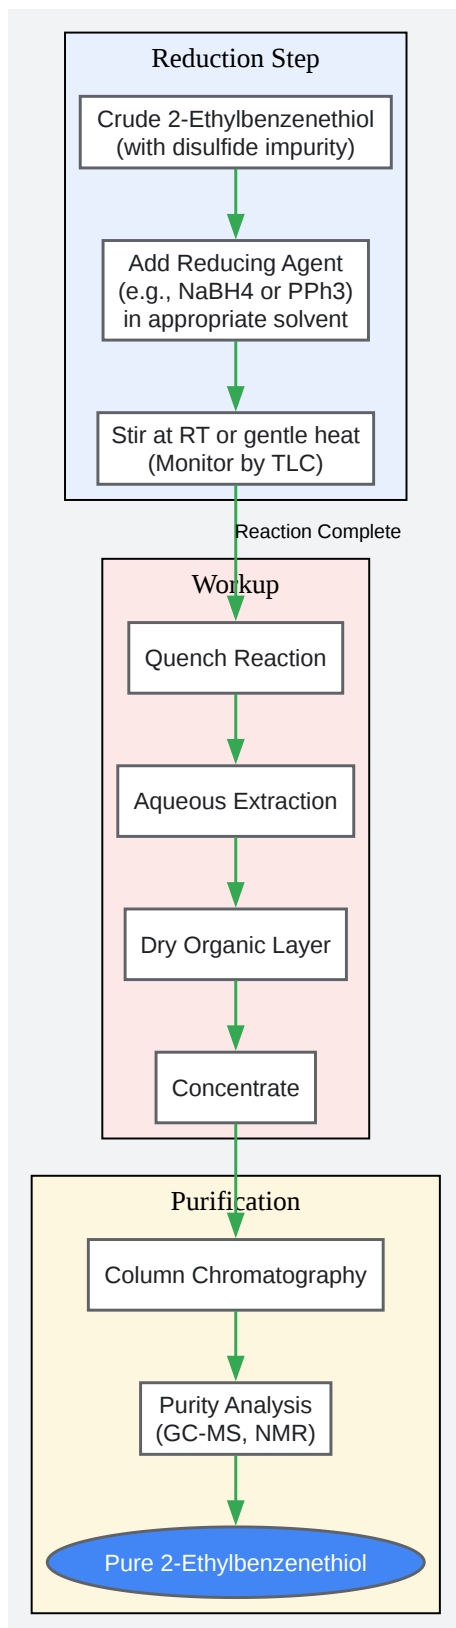 Reduction Step
Crude 2-Ethylbenzenethiol
(with disulfide impurity)
Add Reducing Agent
(e.g., NaBH4 or PPh3)
in appropriate solvent
Stir at RT or gentle heat
(Monitor by TLC)
Reaction Complete
Workup
Quench Reaction
Aqueous Extraction
Dry Organic Layer
Concentrate
Purification
Column Chromatography
Purity Analysis
(GC-MS, NMR)
Pure 2-Ethylbenzenethiol